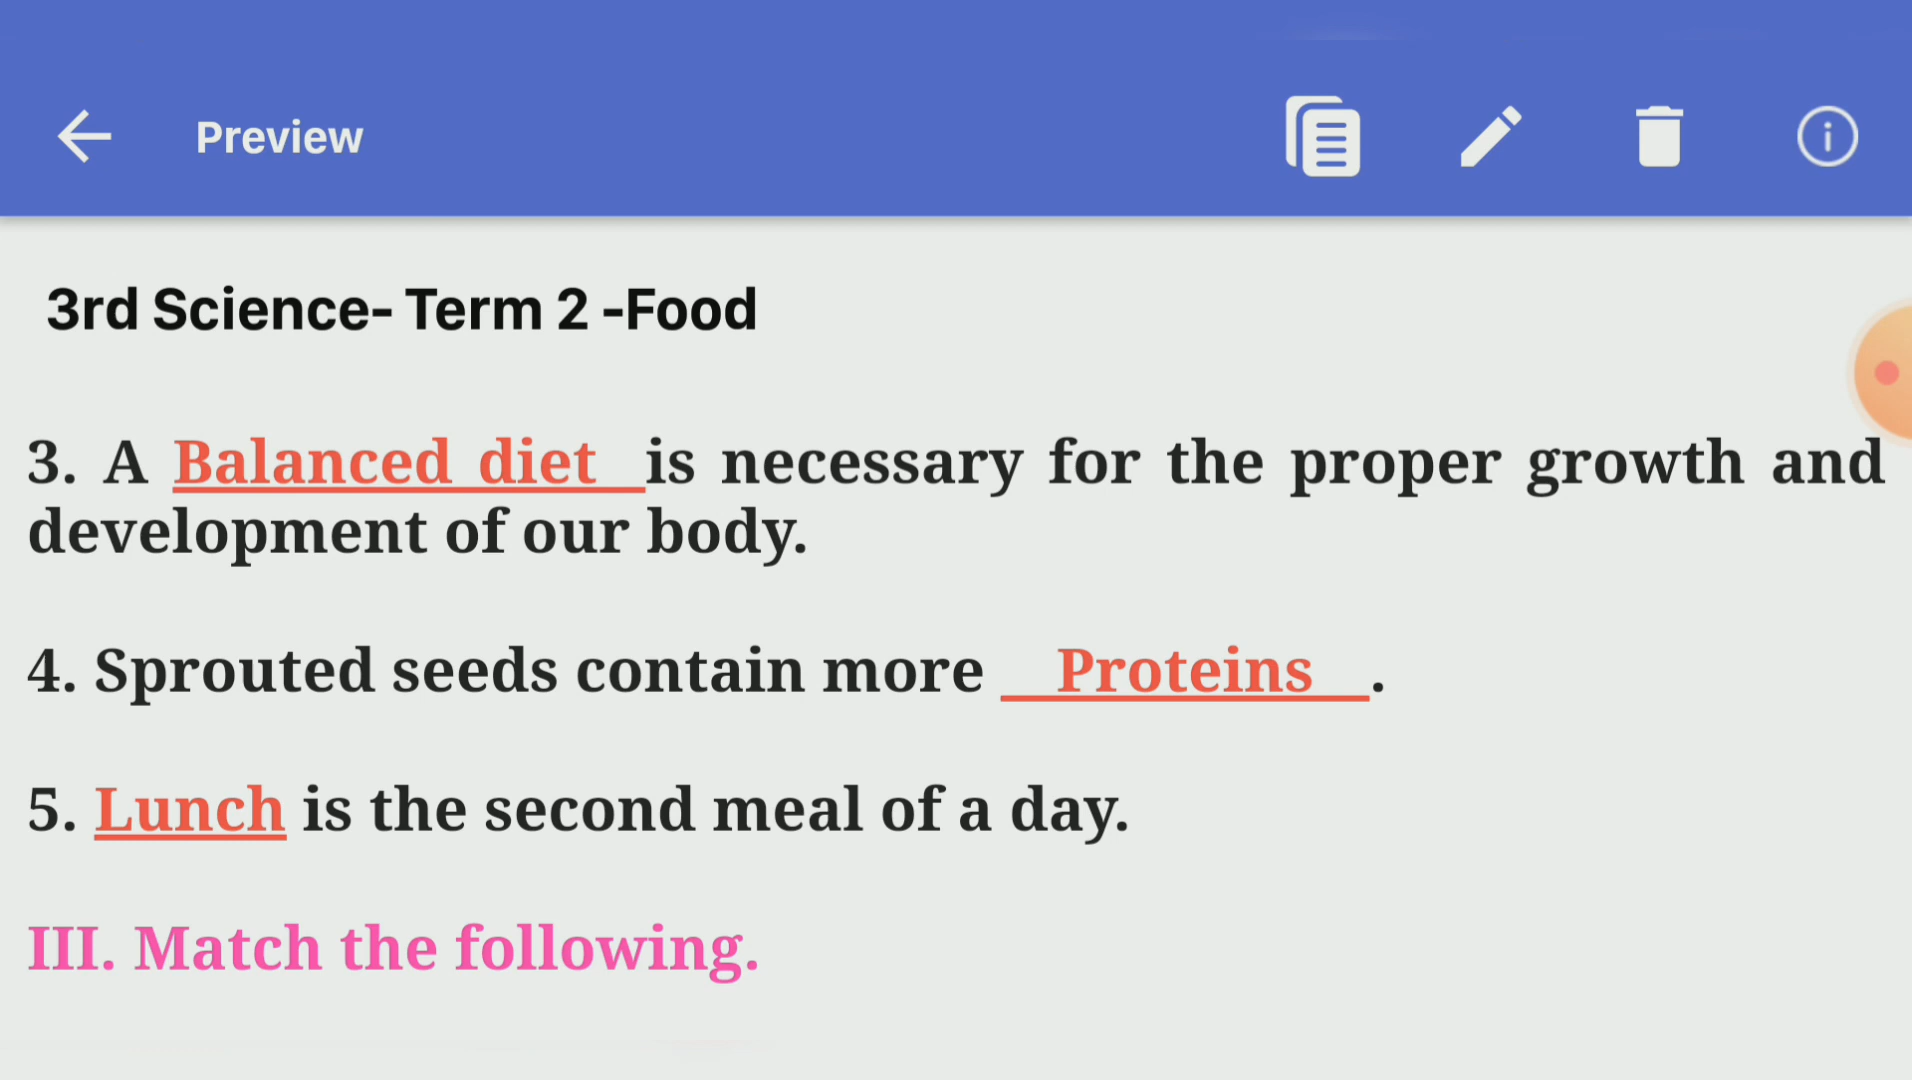 Preview
3rd Science- Term 2 -Food
3. A Balanced diet is necessary for the proper growth and
development of our body.
4. Sprouted seeds contain more __Proteins__.
5. Lunch is the second meal of a day.
III. Match the following.